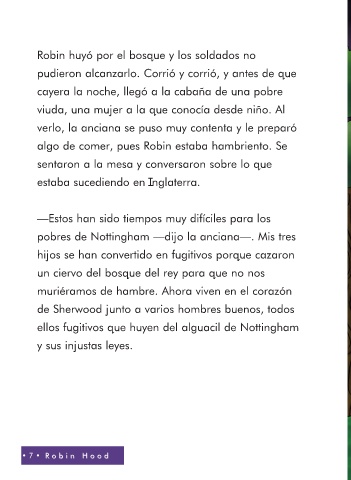 Robin huyó por el bosque y los soldados no
pudieron alcanzarlo. Corrió y corrió, y antes de que
cayera la noche, llegó a la cabaña de una pobre
viuda, una mujer a la que conocía desde niño. Al
verlo, la anciana se puso muy contenta y le preparó
algo de comer, pues Robin estaba hambriento. Se
sentaron a la mesa y conversaron sobre lo que
estaba sucediendo en Inglaterra.

—Estos han sido tiempos muy difíciles para los
pobres de Nottingham —dijo la anciana—. Mis tres
hijos se han convertido en fugitivos porque cazaron
un ciervo del bosque del rey para que no nos
muriéramos de hambre. Ahora viven en el corazón
de Sherwood junto a varios hombres buenos, todos
ellos fugitivos que huyen del alguacil de Nottingham
y sus injustas leyes.

• 7 • Robin Hood